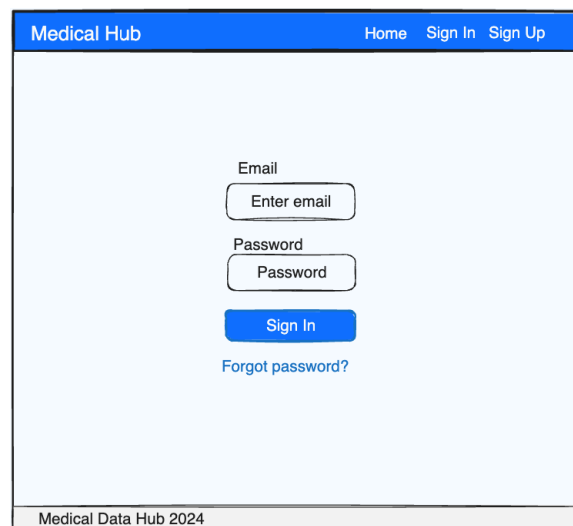 Medical Hub Home Sign In Sign Up
Email
Enter email
Password
Password
Sign In
Forgot password?
Medical Data Hub 2024